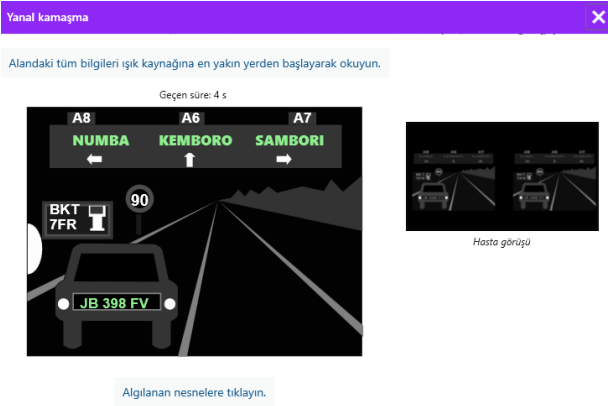 Yanal kamaşma
Alandaki tüm bilgileri ışık kaynağına en yakın yerden başlayarak okuyun.
Geçen süre: 4 s
A8 A6 A7
NUMBA KEMBORO SAMBORI
90
BKT
7FR
JB 398 FV
Hasta görüşü
Algılanan nesnelere tıklayın.